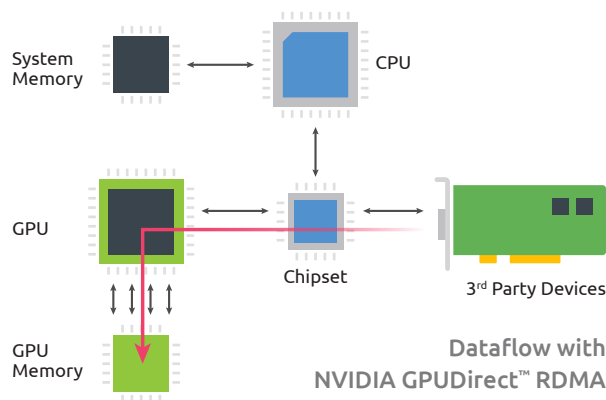 System
Memory
CPU
GPU
Chipset
3rd Party Devices
GPU
Memory
Dataflow with
NVIDIA GPUDirect™ RDMA